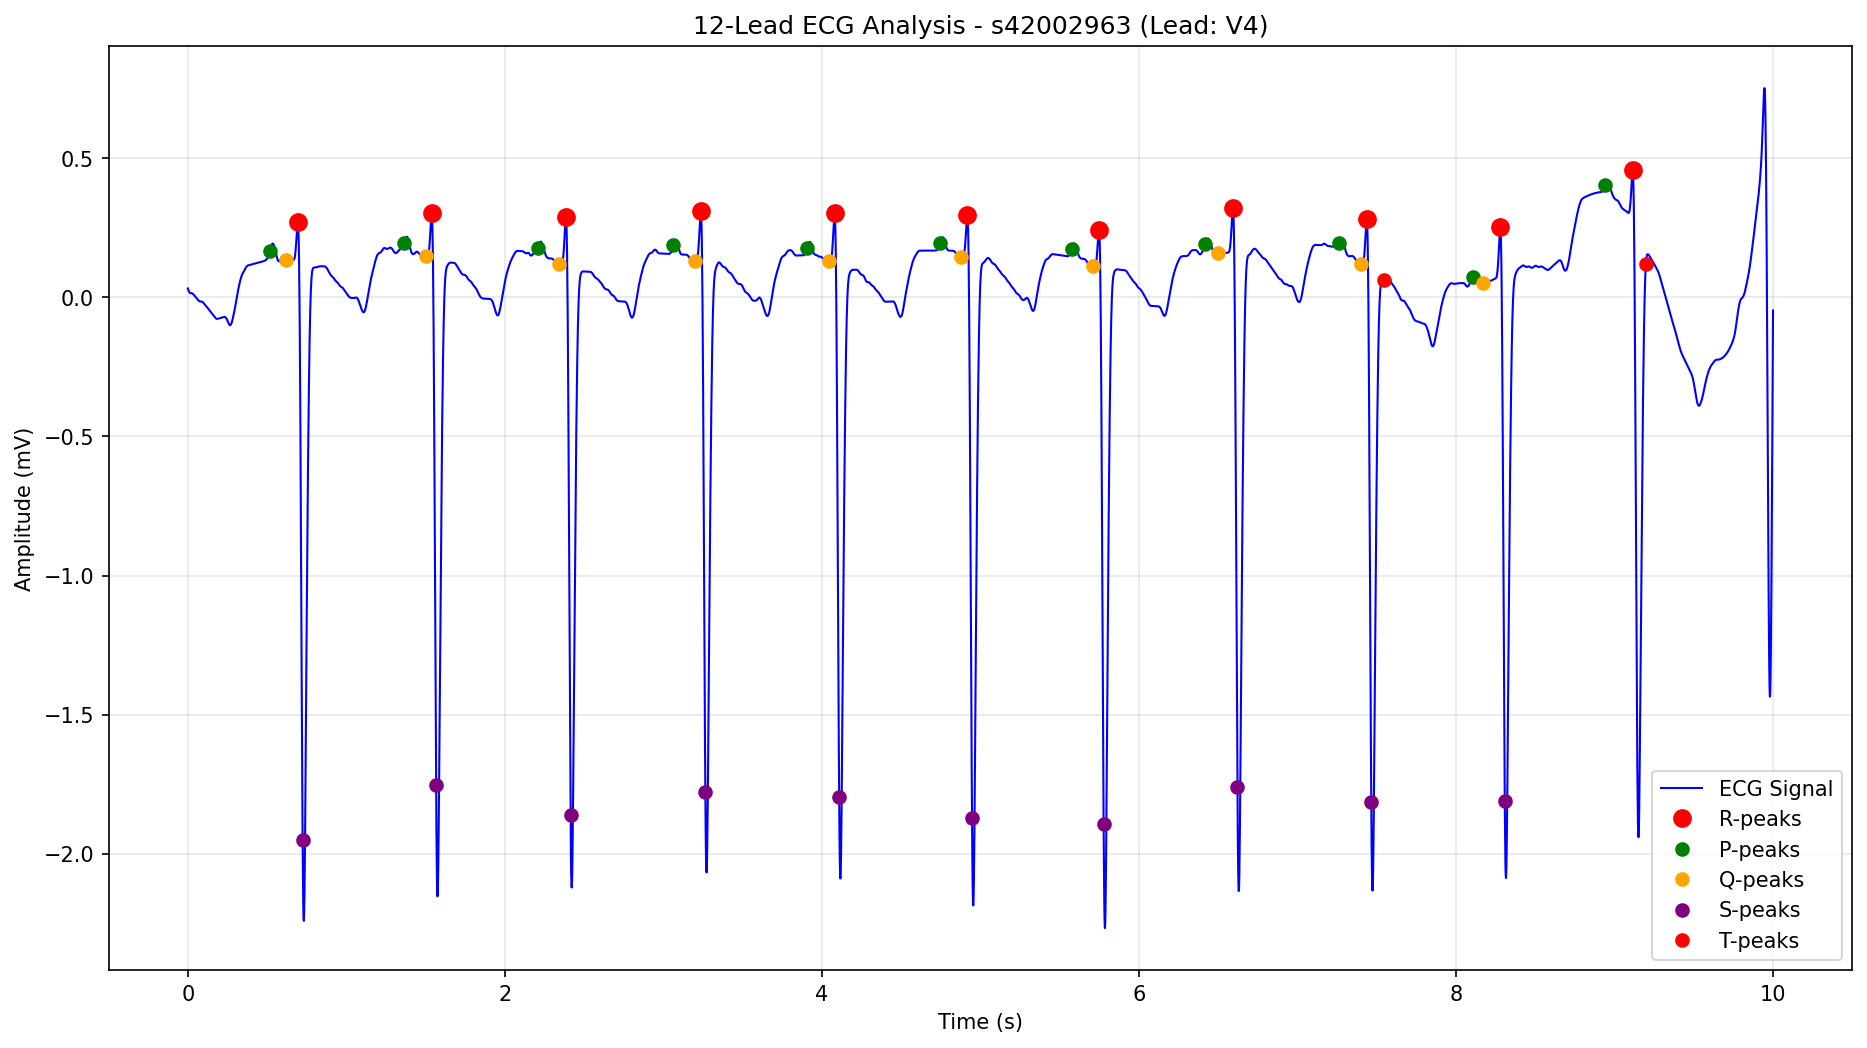 12-Lead ECG Analysis - s42002963 (Lead: V4)
Amplitude (mV)
0.5
0.0
−0.5
−1.0
−1.5
−2.0
0 2 4 6 8 10
Time (s)
ECG Signal
R-peaks
P-peaks
Q-peaks
S-peaks
T-peaks